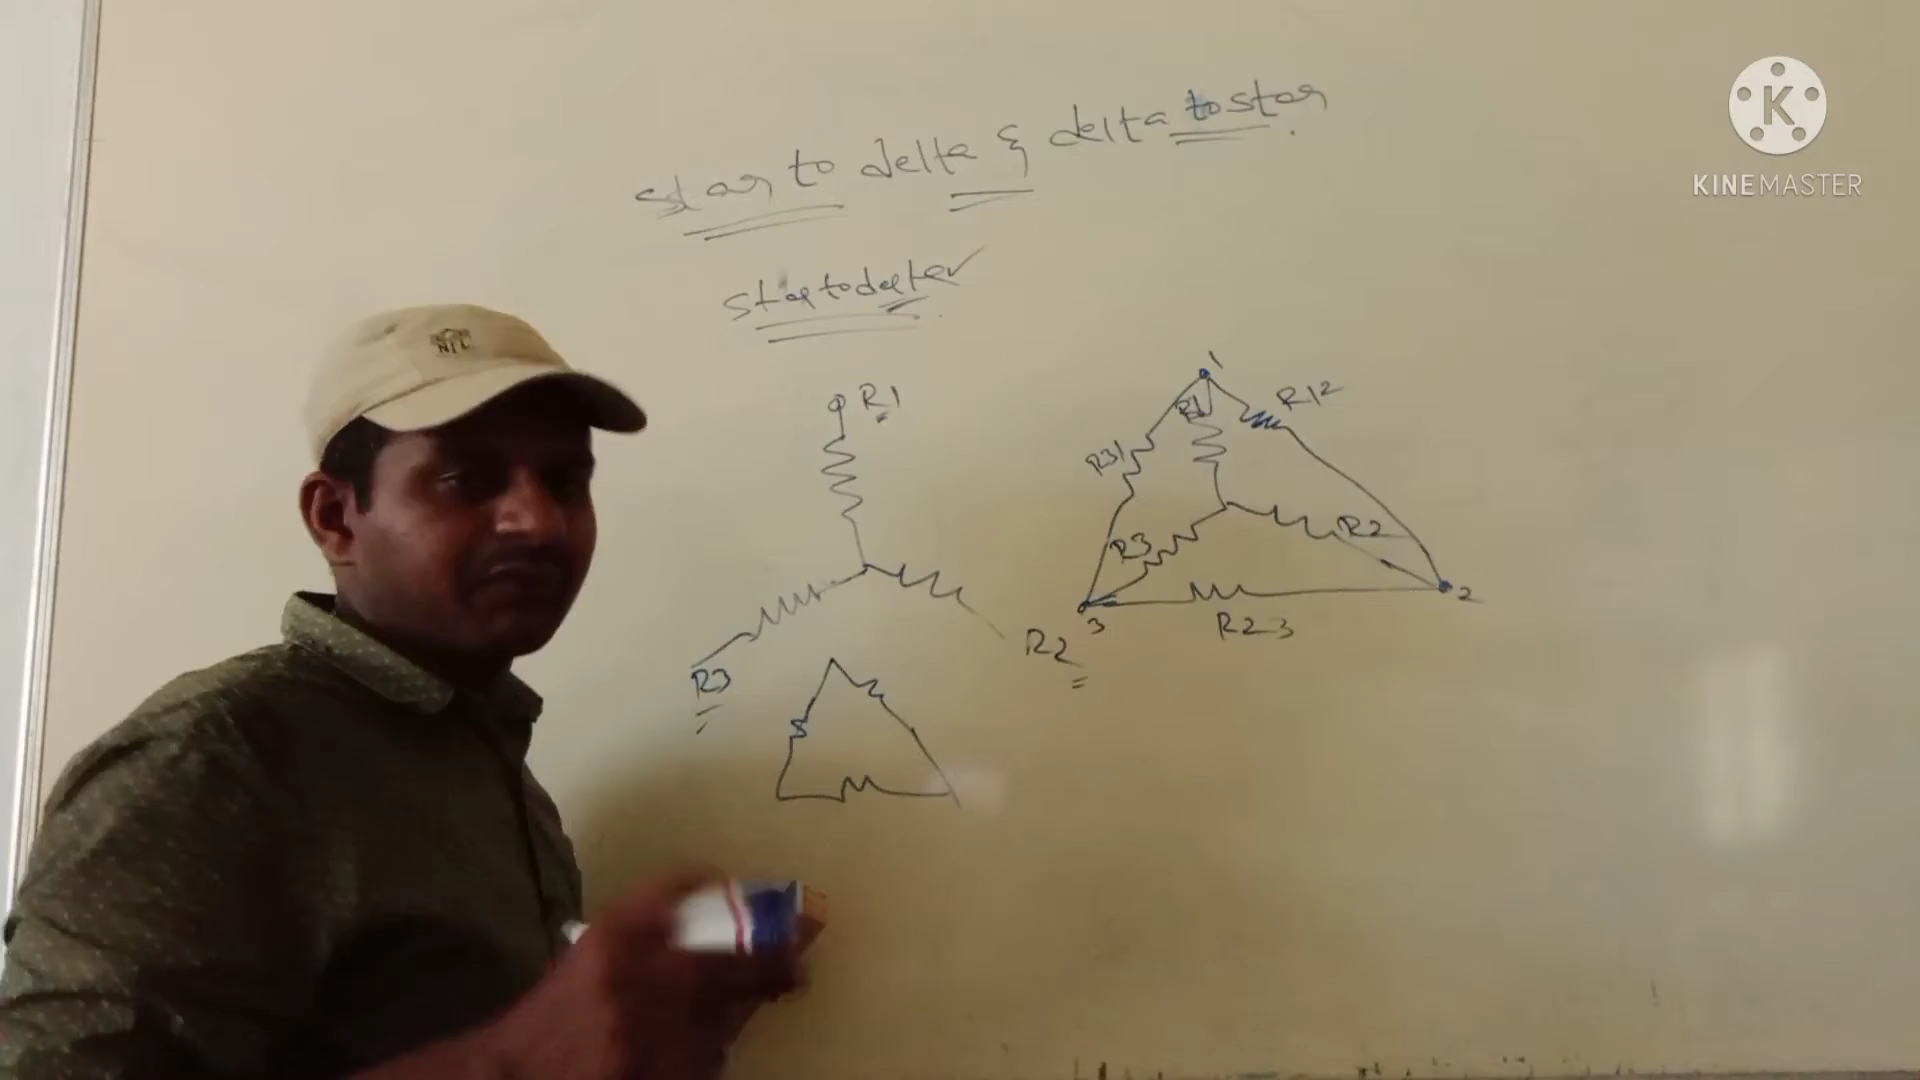 star to delta & delta to star
star to delta
R1
R3
R2
1
R12
R31
R1
R3
R2
3
2
R23
K
KINEMASTER